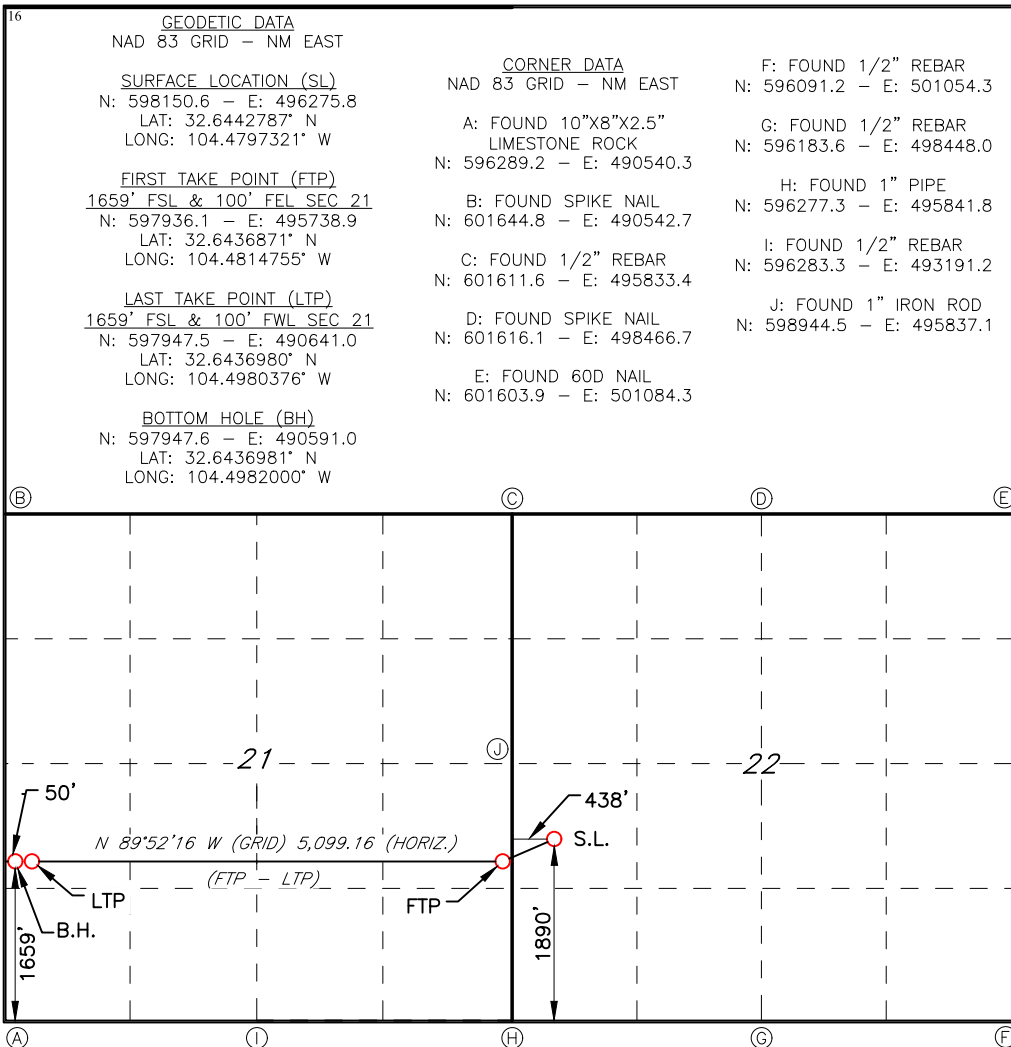 16
GEODETIC DATA
NAD 83 GRID – NM EAST
SURFACE LOCATION (SL)
N: 598150.6 – E: 496275.8
LAT: 32.6442787° N
LONG: 104.4797321° W
FIRST TAKE POINT (FTP)
1659' FSL & 100' FEL SEC 21
N: 597936.1 – E: 495738.9
LAT: 32.6436871° N
LONG: 104.4814755° W
LAST TAKE POINT (LTP)
1659' FSL & 100' FWL SEC 21
N: 597947.5 – E: 490641.0
LAT: 32.6436980° N
LONG: 104.4980376° W
BOTTOM HOLE (BH)
N: 597947.6 – E: 490591.0
LAT: 32.6436981° N
LONG: 104.4982000° W
CORNER DATA
NAD 83 GRID – NM EAST
A: FOUND 10"X8"X2.5"
LIMESTONE ROCK
N: 596289.2 – E: 490540.3
B: FOUND SPIKE NAIL
N: 601644.8 – E: 490542.7
C: FOUND 1/2" REBAR
N: 601611.6 – E: 495833.4
D: FOUND SPIKE NAIL
N: 601616.1 – E: 498466.7
E: FOUND 60D NAIL
N: 601603.9 – E: 501084.3
F: FOUND 1/2" REBAR
N: 596091.2 – E: 501054.3
G: FOUND 1/2" REBAR
N: 596183.6 – E: 498448.0
H: FOUND 1" PIPE
N: 596277.3 – E: 495841.8
I: FOUND 1/2" REBAR
N: 596283.3 – E: 493191.2
J: FOUND 1" IRON ROD
N: 598944.5 – E: 495837.1
B
C
D
E
21
J
22
50'
438'
N 89°52'16 W (GRID) 5,099.16 (HORIZ.)
S.L.
(FTP – LTP)
LTP
FTP
B.H.
1659'
1890'
A
I
H
G
F